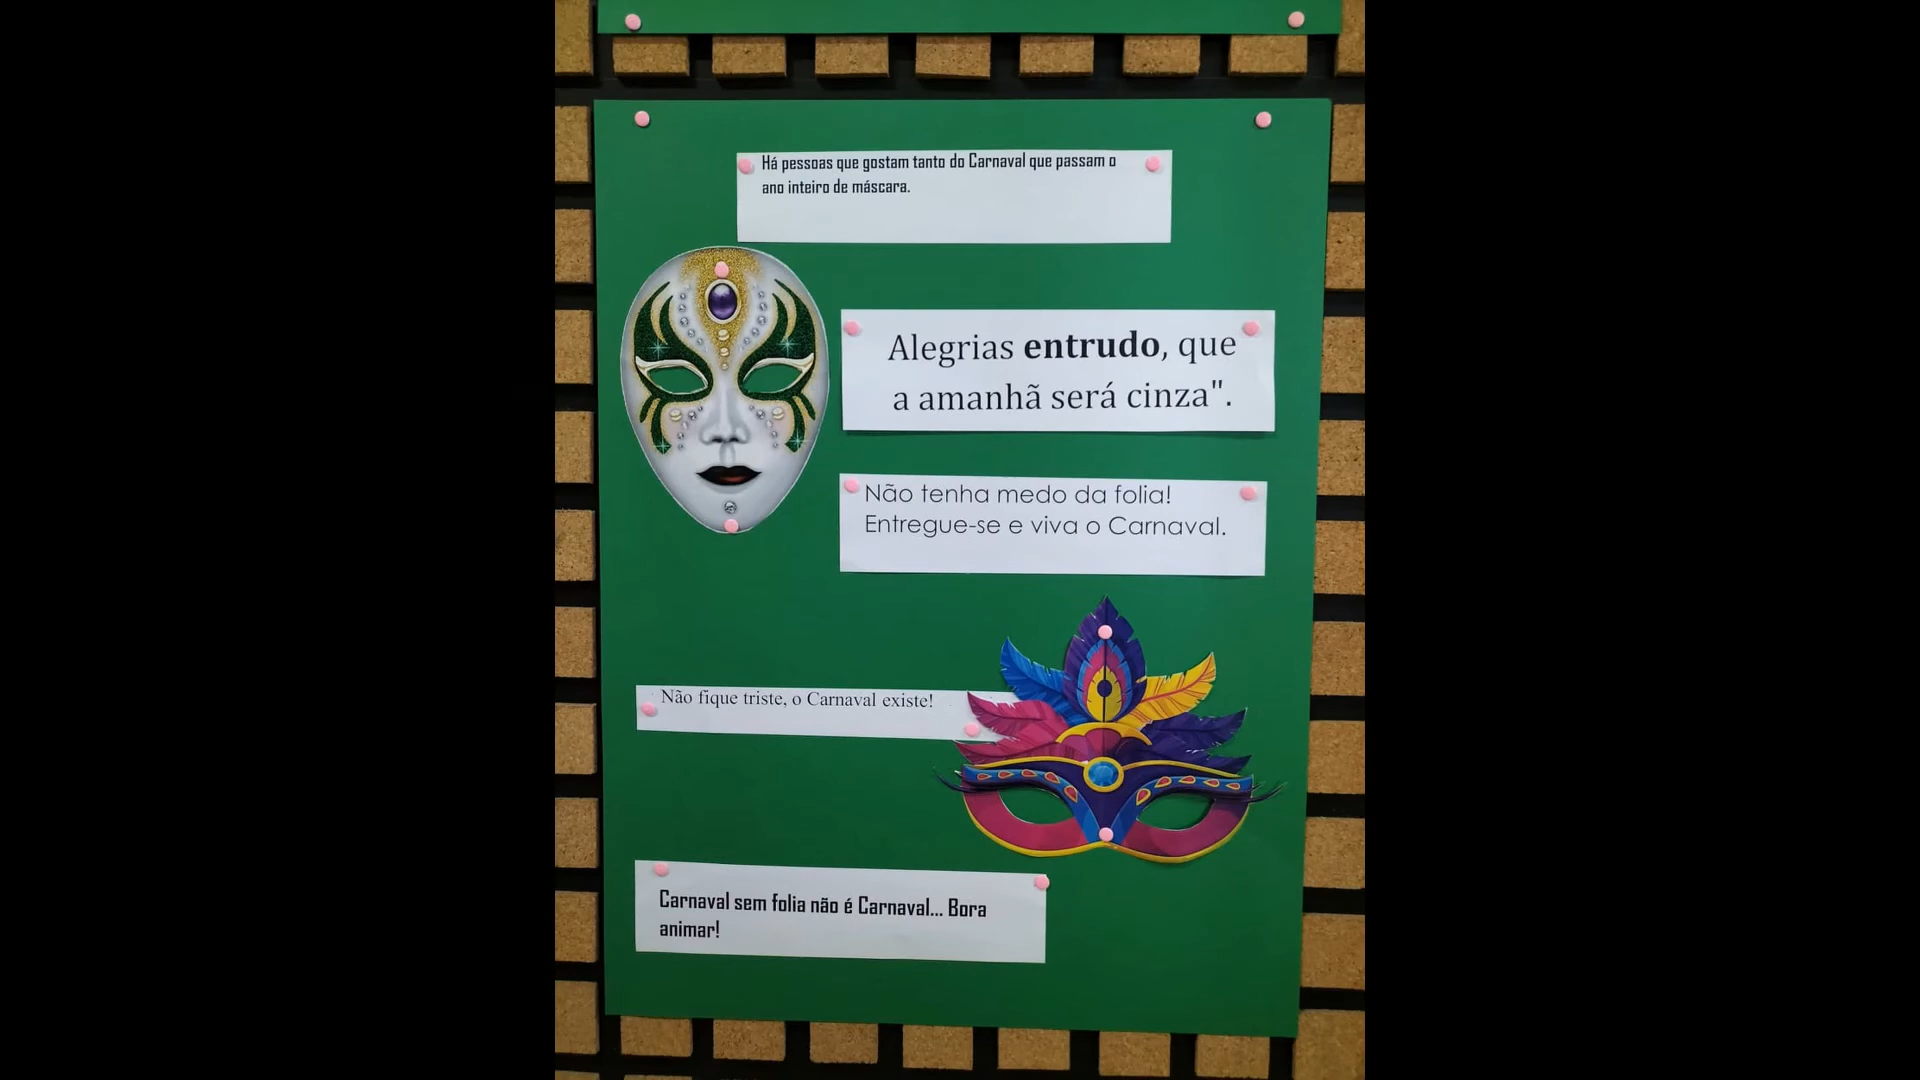 Há pessoas que gostam tanto do Carnaval que passam o
ano inteiro de máscara.
Alegrias entrudo, que
a amanhã será cinza".
Não tenha medo da folia!
Entregue-se e viva o Carnaval.
Não fique triste, o Carnaval existe!
Carnaval sem folia não é Carnaval... Bora
animar!